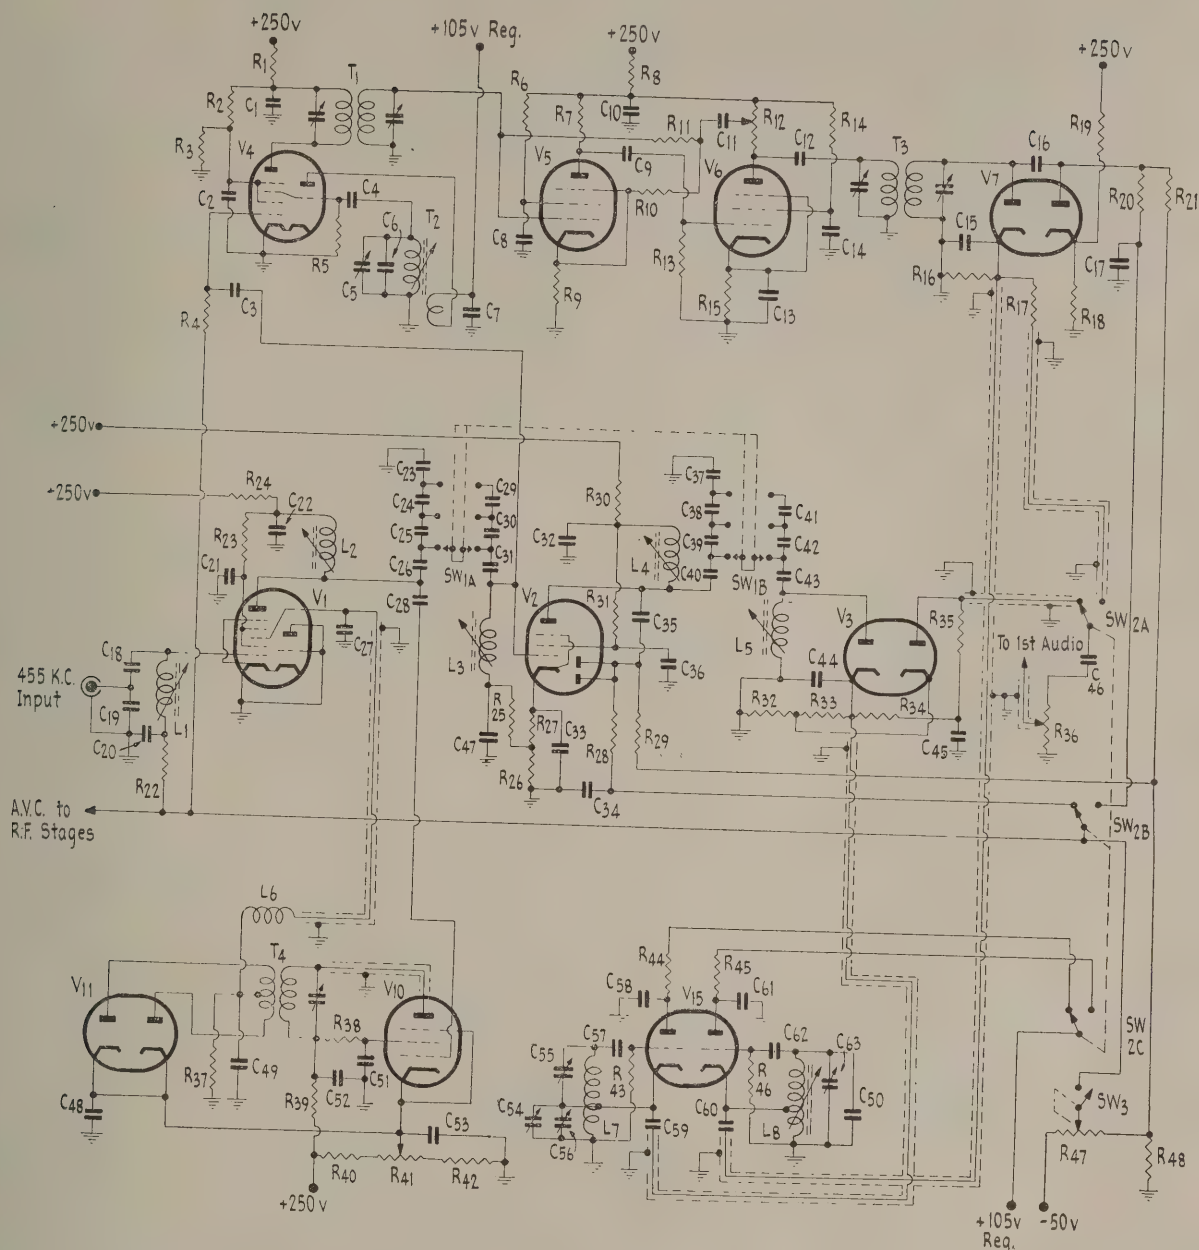 +250v
+105v Reg.
+250v
+250v
R1
T1
R6
R8
R2
C1
R7
C10
R11
C11
R12
R14
R19
R3
V4
C12
T3
C16
V5
C9
V6
V7
C2
C4
R10
R20
R21
T2
C6
C8
C14
C15
R5
R13
C17
C5
R16
C3
C7
R9
R15
C13
R17
R18
R4
+250v
C23
C37
R24
C29
R30
-250v
C24
C38
C41
C22
C30
R23
C25
C32
C39
C42
L2
C31
L4
C26
SW1A
C40
SW1B
C43
C21
V1
C28
V2
R31
V3
R35
SW2A
C35
C27
C18
L3
L5
To 1st Audio
455 K.C.
Input
C36
C44
C
46
C19
L1
R
25
R32
R33
R34
R27
C33
R36
C20
C47
R28
R29
C45
R22
R26
C34
A.V.C. to
R.F. Stages
SW2B
L6
T4
R44
R45
V11
V10
C58
V15
C61
R38
C57
C62
SW
2C
C55
C63
R37
C49
C51
R
43
R
46
C52
C54
C60
C50
SW3
C48
R39
C53
L7
C59
L8
C56
R47
R48
R40
R41
R42
+250v
+105v
Reg.
-50v